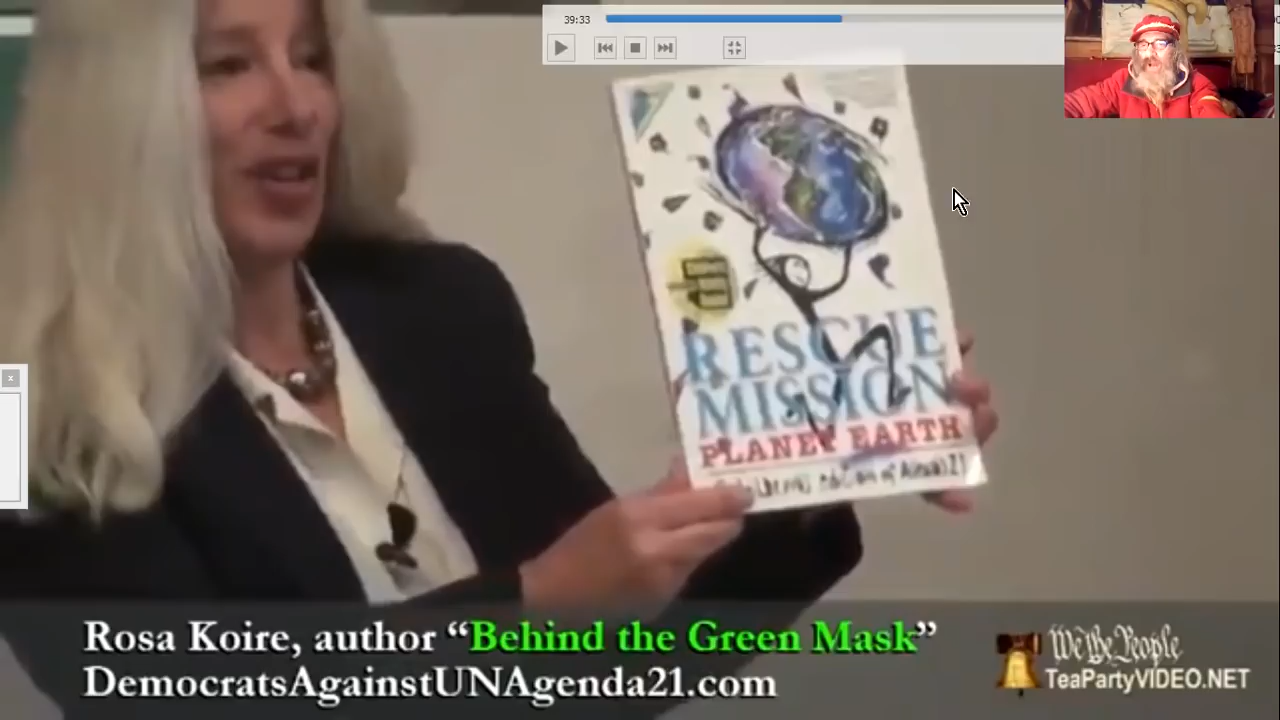 39:33
x
RESCUE
MISSION
PLANET EARTH
Rosa Koire, author “Behind the Green Mask”
DemocratsAgainstUNAgenda21.com
We the People
TeaPartyVIDEO.NET